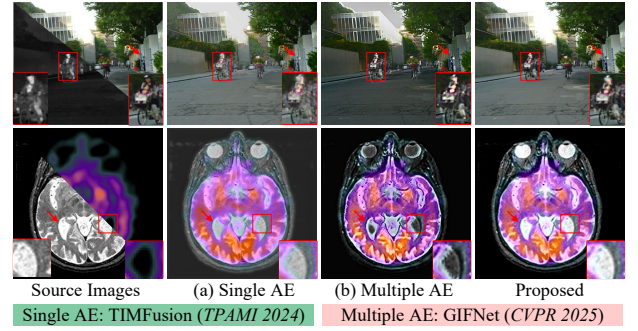 Source Images (a) Single AE (b) Multiple AE Proposed
Single AE: TIMFusion (TPAMI 2024) Multiple AE: GIFNet (CVPR 2025)